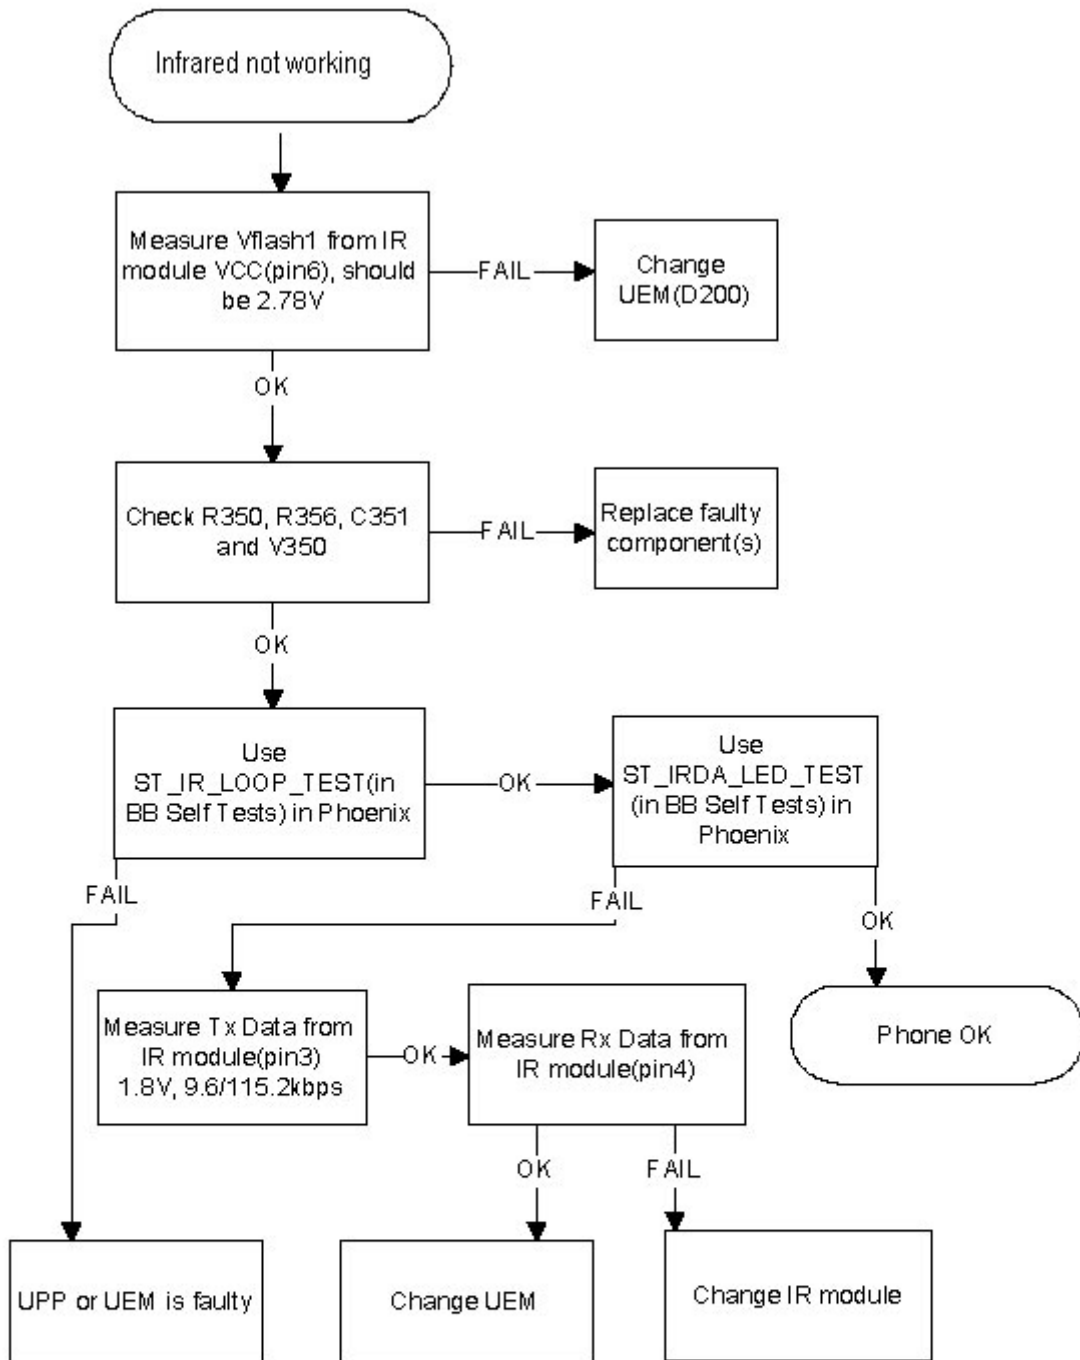 Infrared not working
Measure Vflash1 from IR
module VCC(pin6), should
be 2.78V
FAIL
Change
UEM(D200)
OK
Check R350, R356, C351
and V350
FAIL
Replace faulty
component(s)
OK
Use
ST_IR_LOOP_TEST(in
BB Self Tests) in Phoenix
OK
Use
ST_IRDA_LED_TEST
(in BB Self Tests) in
Phoenix
FAIL
FAIL
OK
Measure Tx Data from
IR module(pin3)
1.8V, 9.6/115.2kbps
OK
Measure Rx Data from
IR module(pin4)
Phone OK
OK
FAIL
UPP or UEM is faulty
Change UEM
Change IR module